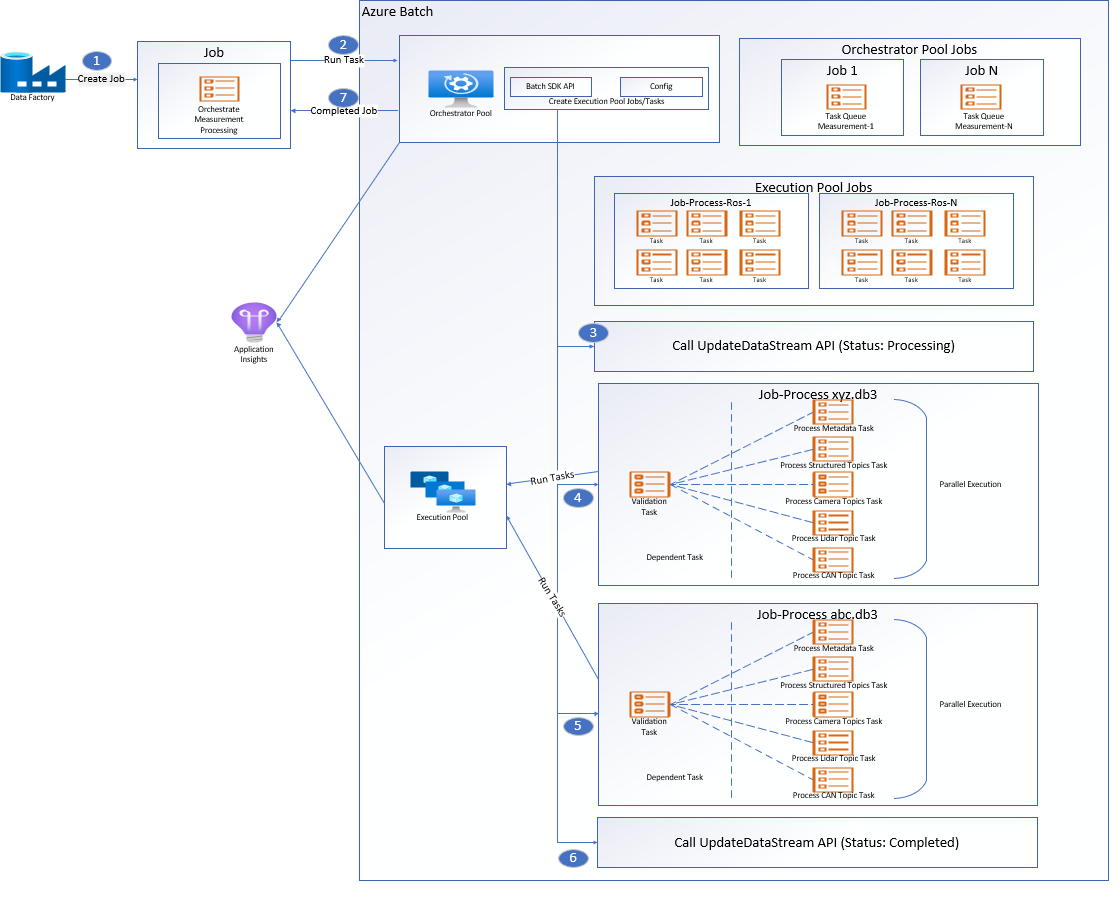 Azure Batch
1
Create Job
Data Factory
Job
Orchestrate
Measurement
Processing
2
Run Task
7
Completed Job
Orchestrator Pool
Batch SDK API
Config
Create Execution Pool Jobs/Tasks
Orchestrator Pool Jobs
Job 1
Task Queue
Measurement-1
Job N
Task Queue
Measurement-N
Execution Pool Jobs
Job-Process-Ros-1
Task Task Task
Task Task Task
Job-Process-Ros-N
Task Task Task
Task Task Task
Application
Insights
3
Call UpdateDataStream API (Status: Processing)
Job-Process xyz.db3
Process Metadata Task
Process Structured Topics Task
Process Camera Topics Task
Process Lidar Topic Task
Process CAN Topic Task
Validation
Task
Dependent Task
Parallel Execution
Run Tasks
4
Execution Pool
Run Tasks
5
Job-Process abc.db3
Process Metadata Task
Process Structured Topics Task
Process Camera Topics Task
Process Lidar Topic Task
Process CAN Topic Task
Validation
Task
Dependent Task
Parallel Execution
6
Call UpdateDataStream API (Status: Completed)